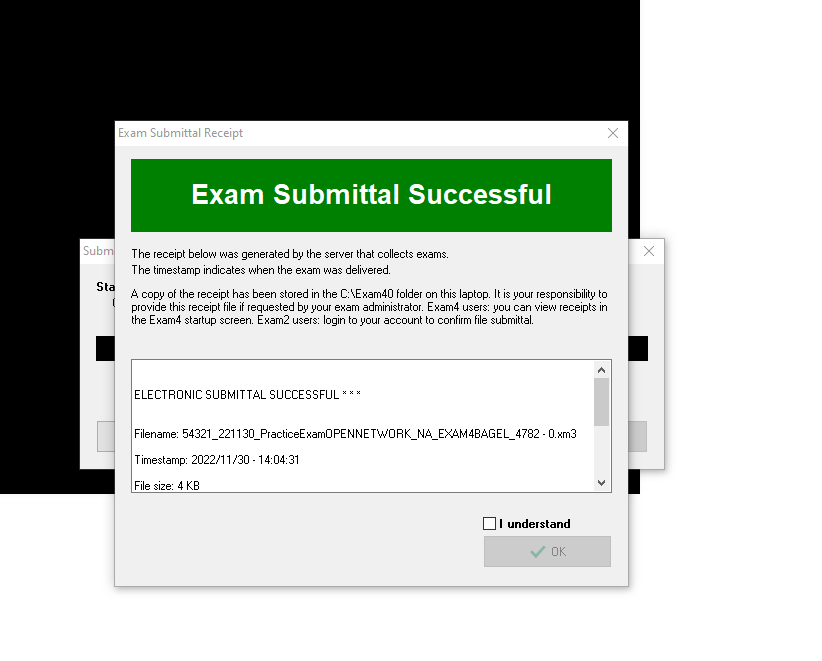 Exam Submittal Receipt
Exam Submittal Successful
Subm
The receipt below was generated by the server that collects exams.
The timestamp indicates when the exam was delivered.
Sta
A copy of the receipt has been stored in the C:\Exam40 folder on this laptop. It is your responsibility to
provide this receipt file if requested by your exam administrator. Exam4 users: you can view receipts in
the Exam4 startup screen. Exam2 users: login to your account to confirm file submittal.
ELECTRONIC SUBMITTAL SUCCESSFUL * * *
Filename: 54321_221130_PracticeExamOPENNETWORK_NA_EXAM4BAGEL_4782 - 0.xm3
Timestamp: 2022/11/30 - 14:04:31
File size: 4 KB
I understand
OK